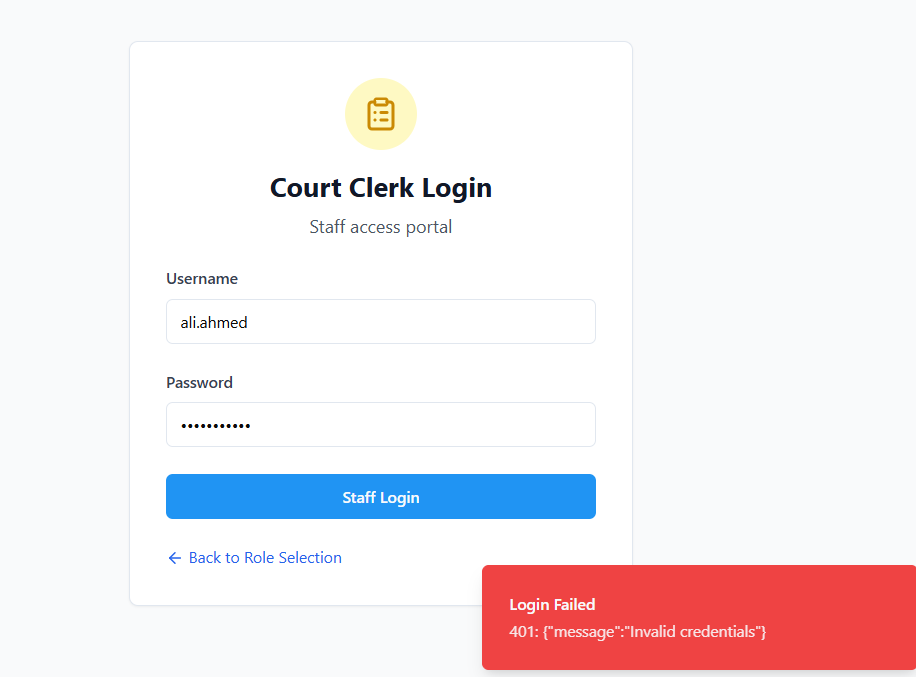 Court Clerk Login
Staff access portal
Username
ali.ahmed
Password
•••••••••••
Staff Login
← Back to Role Selection
Login Failed
401: {"message":"Invalid credentials"}